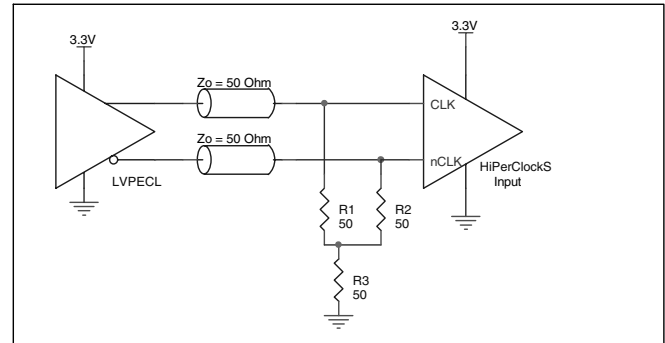 3.3V
3.3V
Zo = 50 Ohm
CLK
Zo = 50 Ohm
nCLK
HiPerClockS
Input
LVPECL
R1
50
R2
50
R3
50